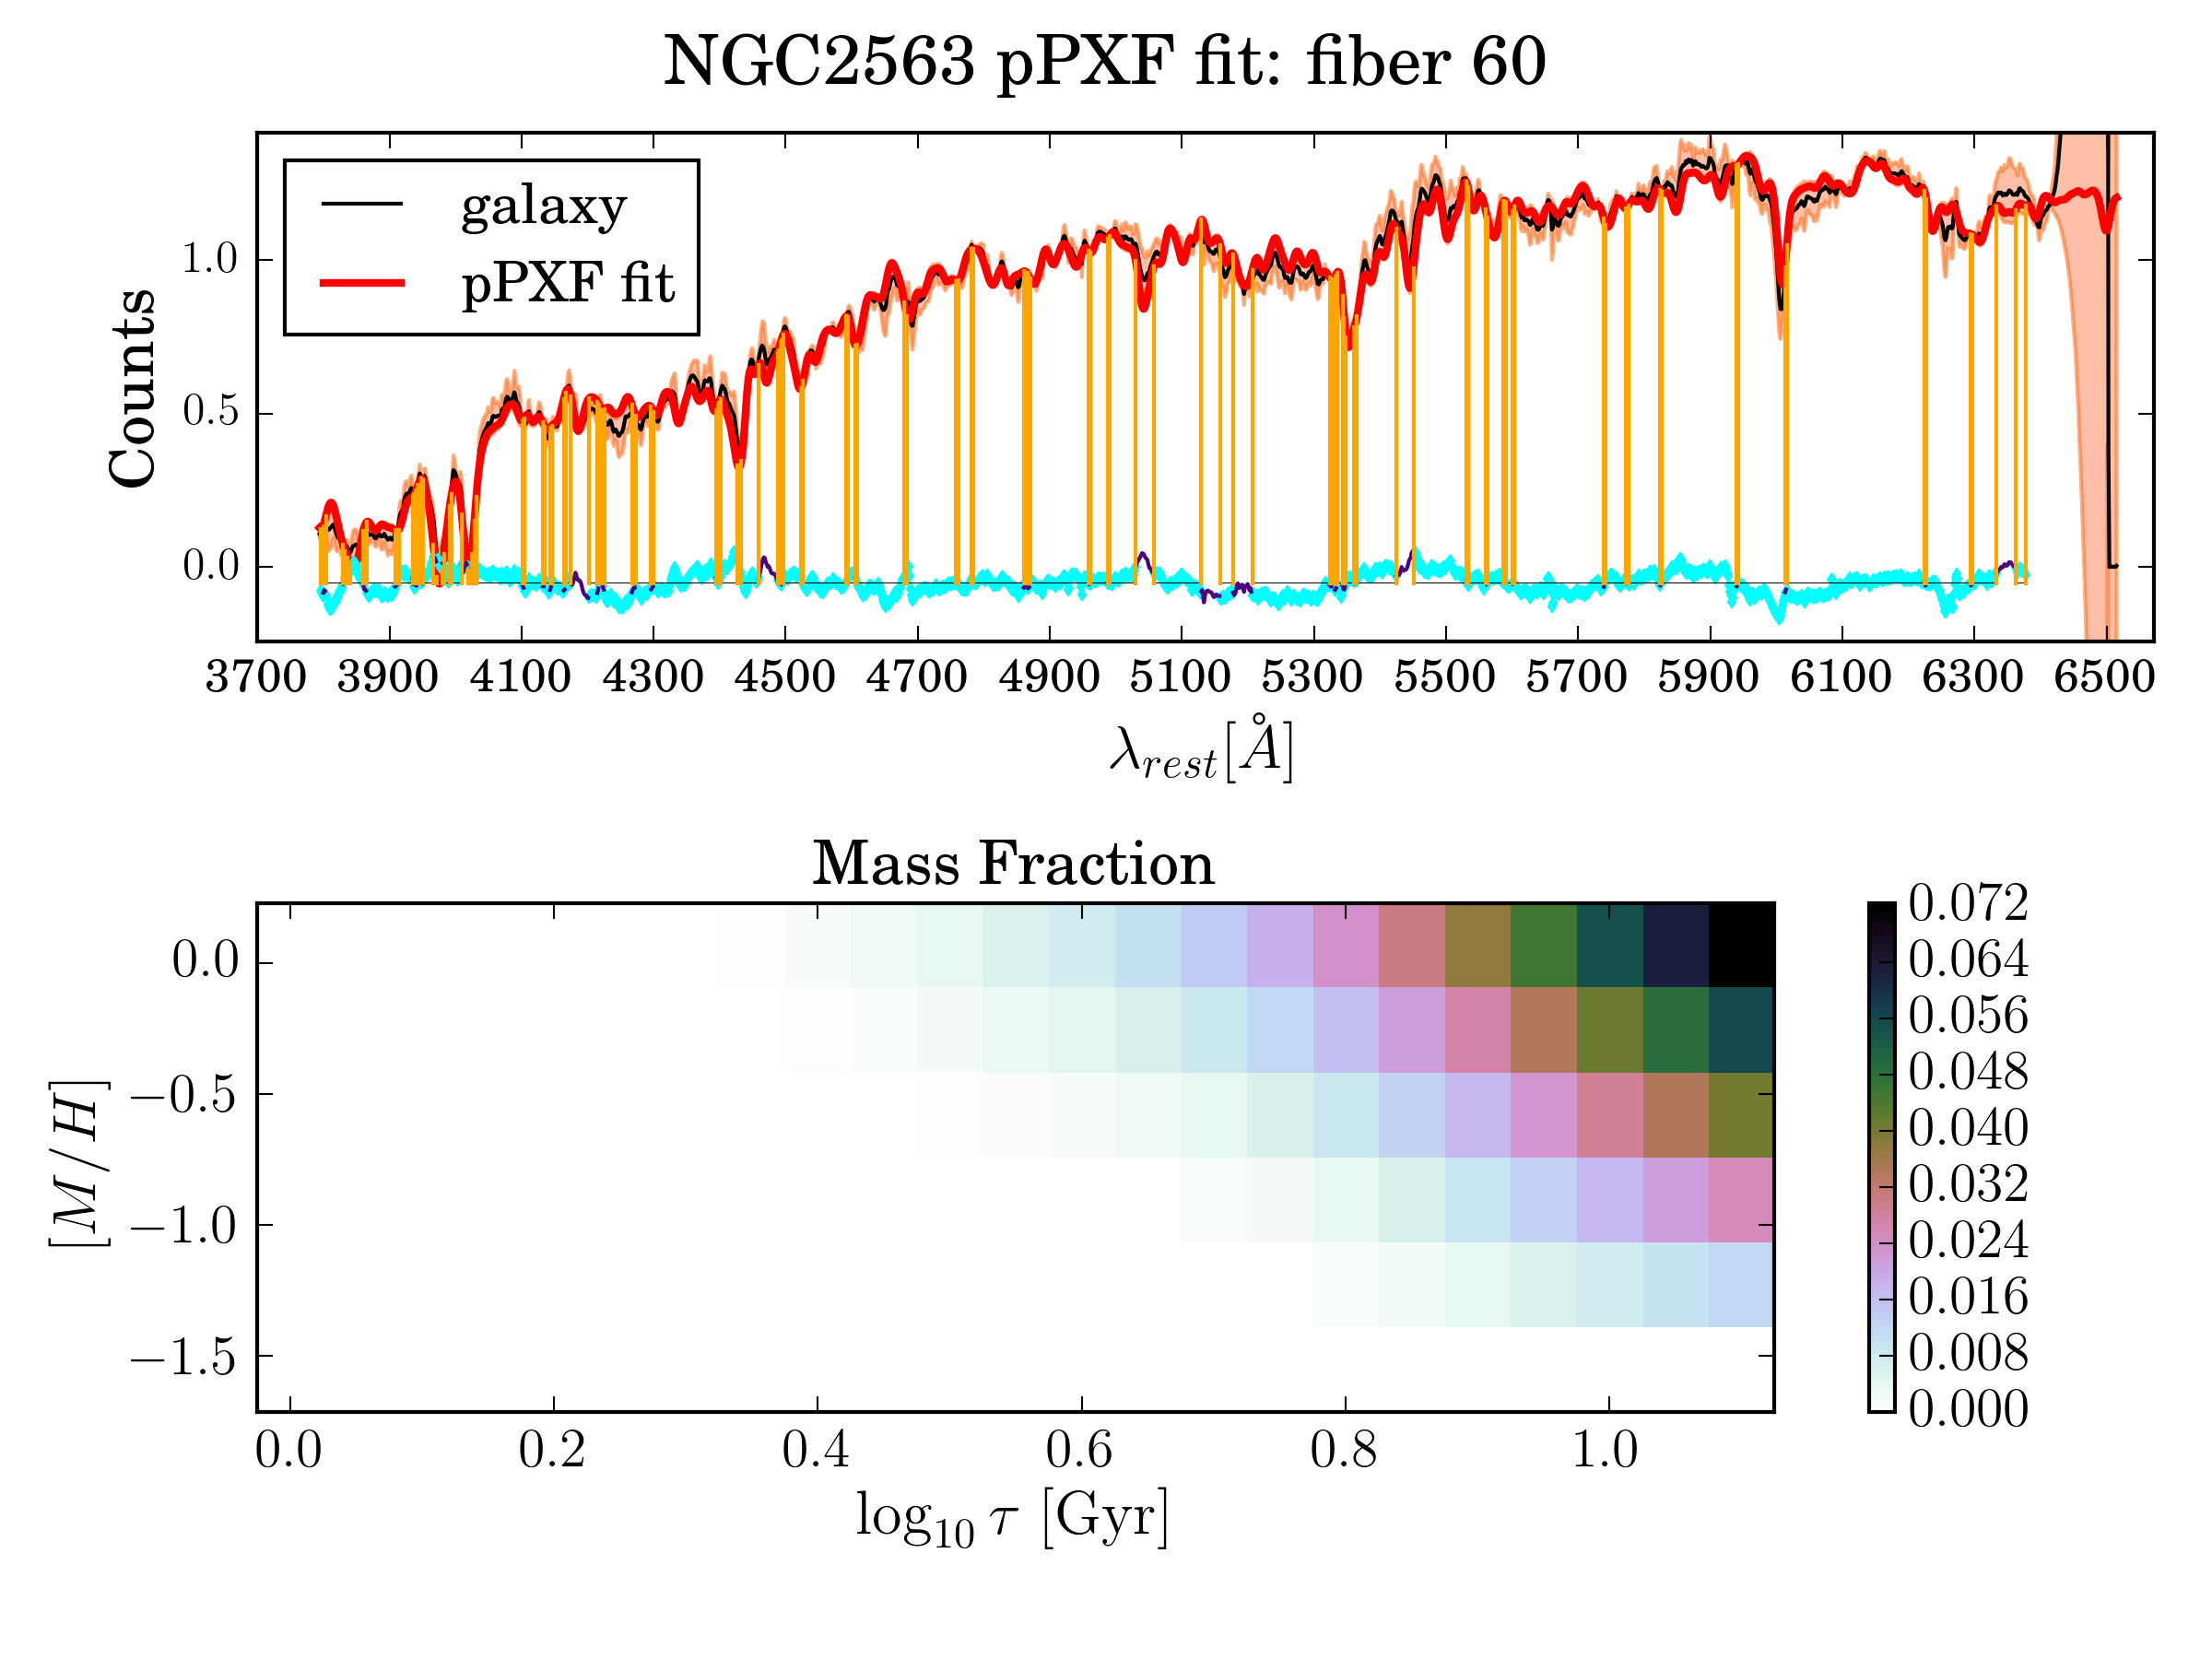 NGC2563 pPXF fit: fiber 60
galaxy
pPXF fit
Counts
1.0
0.5
0.0
3700 3900 4100 4300 4500 4700 4900 5100 5300 5500 5700 5900 6100 6300 6500
λrest[Å]
Mass Fraction
[M/H]
0.0
−0.5
−1.0
−1.5
0.0 0.2 0.4 0.6 0.8 1.0
log10 τ [Gyr]
0.072
0.064
0.056
0.048
0.040
0.032
0.024
0.016
0.008
0.000